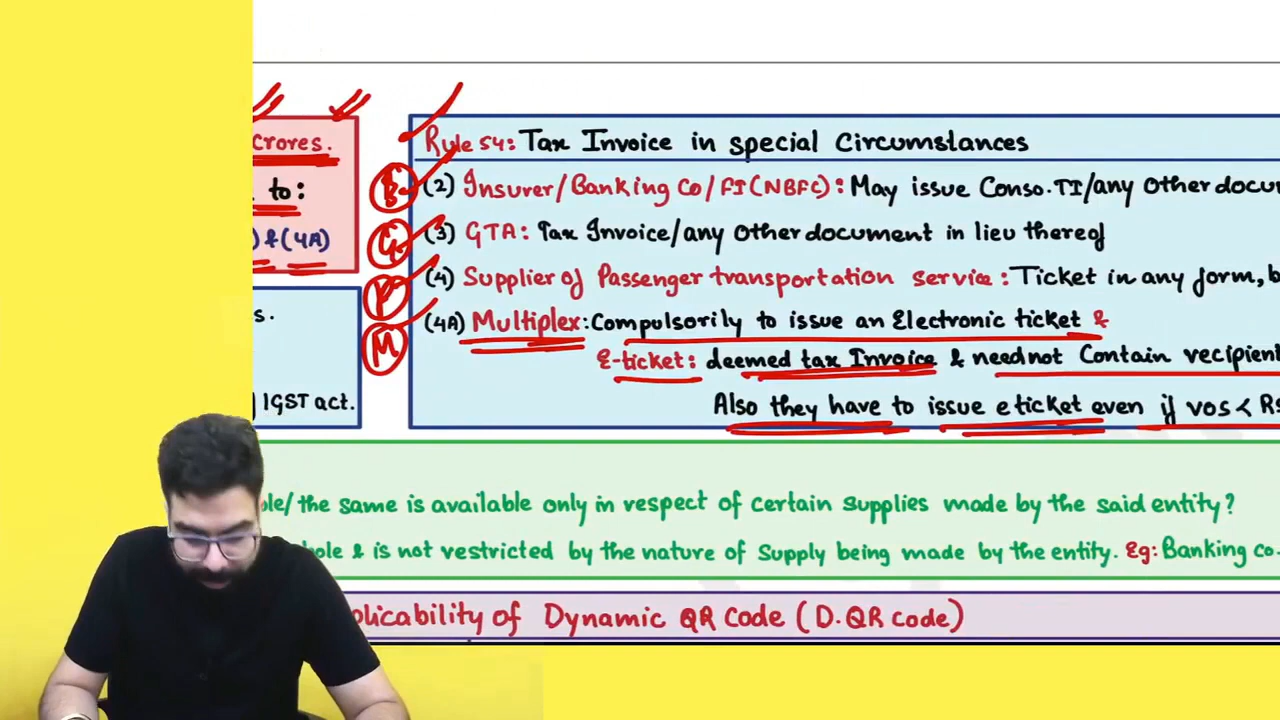 Crores.
to:
) & (4A)
s.
IGST act.
Rule 54: Tax Invoice in special Circumstances
B (2) Insurer/Banking Co/FI(NBFC): May issue Conso. TI/any Other docu
G (3) GTA: Tax Invoice/any Other document in lieu thereof
P (4) Supplier of Passenger transportation service: Ticket in any form, b
M (4A) Multiplex: Compulsorily to issue an Electronic ticket &
E-ticket: deemed tax Invoice & need not Contain recipient
Also they have to issue eticket even if VOS < Rs
ole/the same is available only in respect of certain supplies made by the said entity?
hole & is not restricted by the nature of supply being made by the entity. Eg: Banking co.
plicability of Dynamic QR Code (D.QR code)